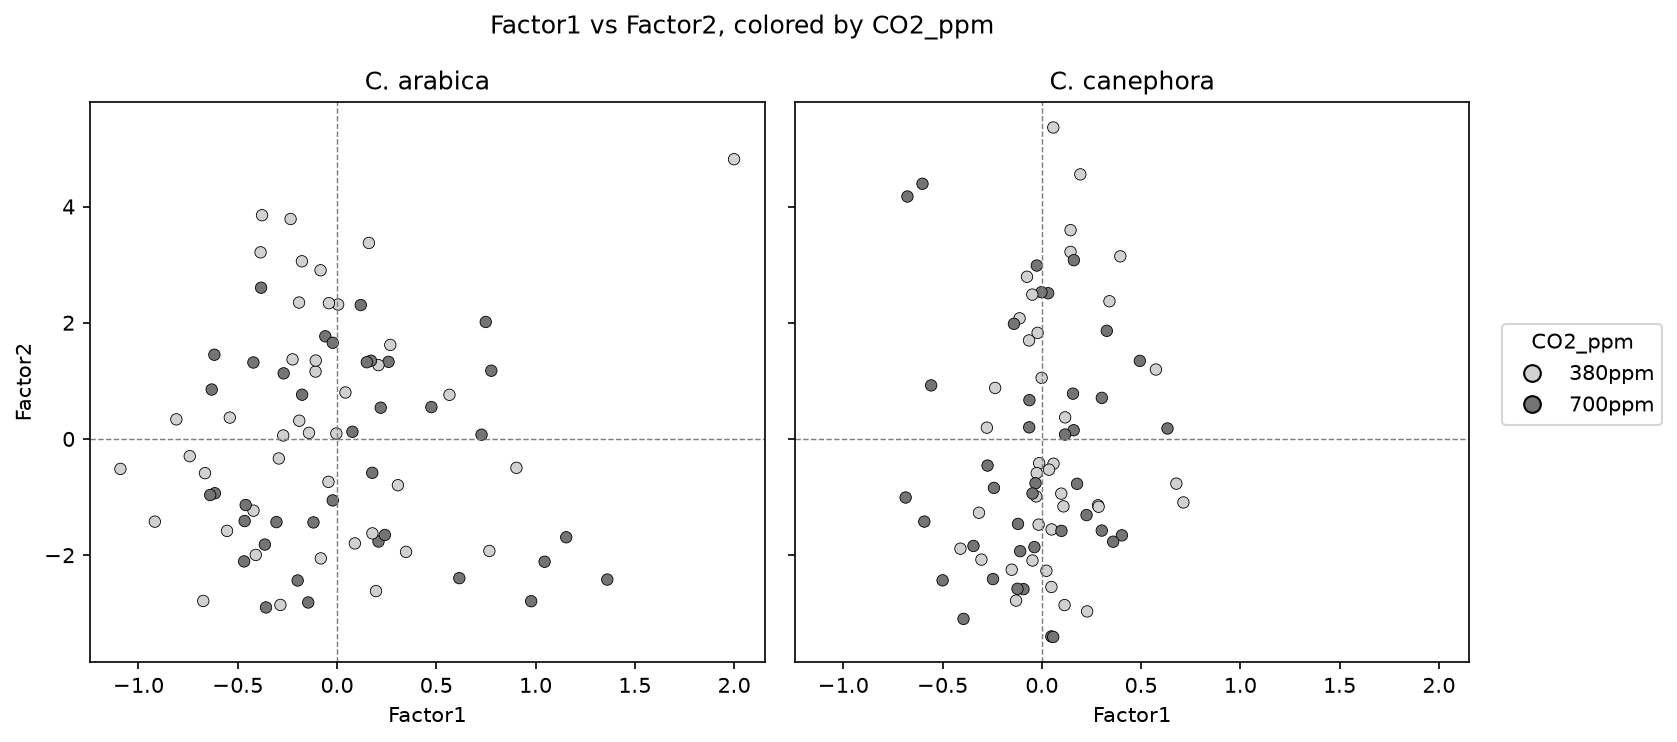 Factor1 vs Factor2, colored by CO2_ppm
C. arabica
C. canephora
Factor2
4
2
0
−2
−1.0 −0.5 0.0 0.5 1.0 1.5 2.0
−1.0 −0.5 0.0 0.5 1.0 1.5 2.0
Factor1
Factor1
CO2_ppm
380ppm
700ppm